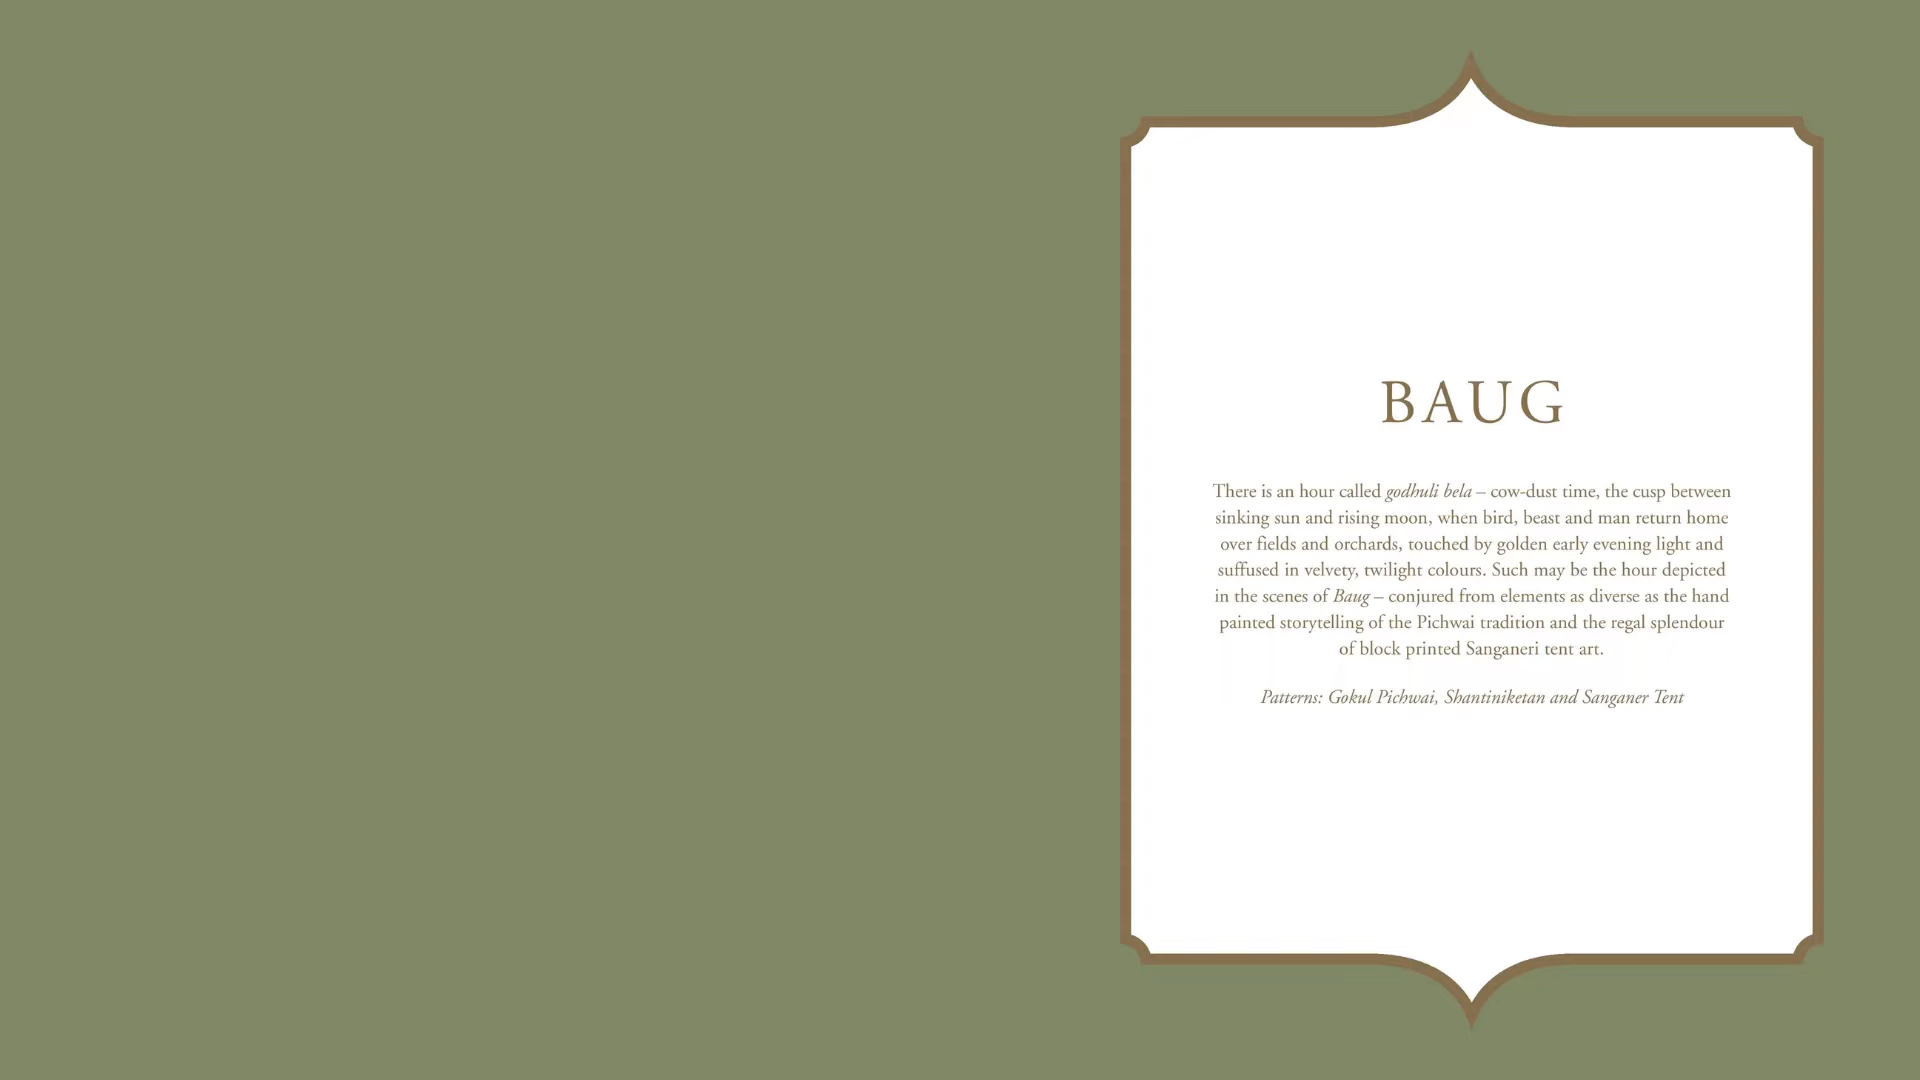 BAUG
There is an hour called godhuli bela – cow-dust time, the cusp between
sinking sun and rising moon, when bird, beast and man return home
over fields and orchards, touched by golden early evening light and
suffused in velvety, twilight colours. Such may be the hour depicted
in the scenes of Baug – conjured from elements as diverse as the hand
painted storytelling of the Pichwai tradition and the regal splendour
of block printed Sanganeri tent art.
Patterns: Gokul Pichwai, Shantiniketan and Sanganer Tent